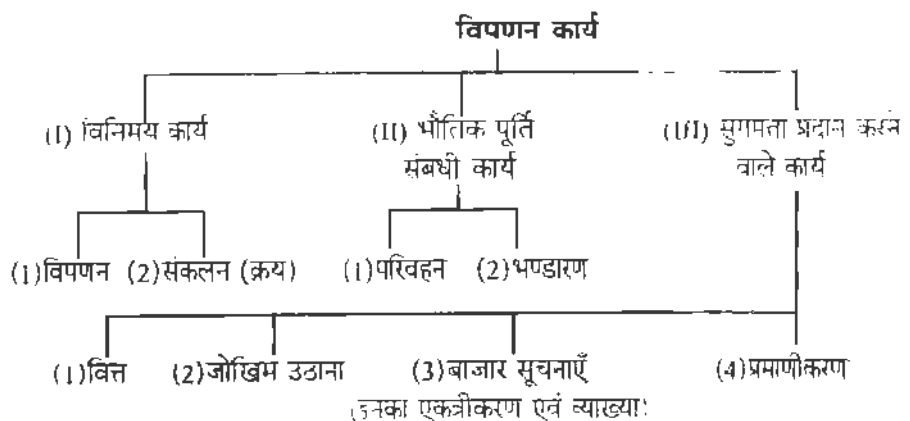 विपणन कार्य
(I) विनिमय कार्य
(II) भौतिक पूर्ति
संबधी कार्य
(III) सुगमता प्रदान करने
वाले कार्य
(1)विपणन (2)संकलन (क्रय)
(1)परिवहन (2)भण्डारण
(1)वित्त (2)जोखिम उठाना (3)बाजार सूचनाएँ (4)प्रमाणीकरण
(उनका एकत्रीकरण एवं व्याख्या)